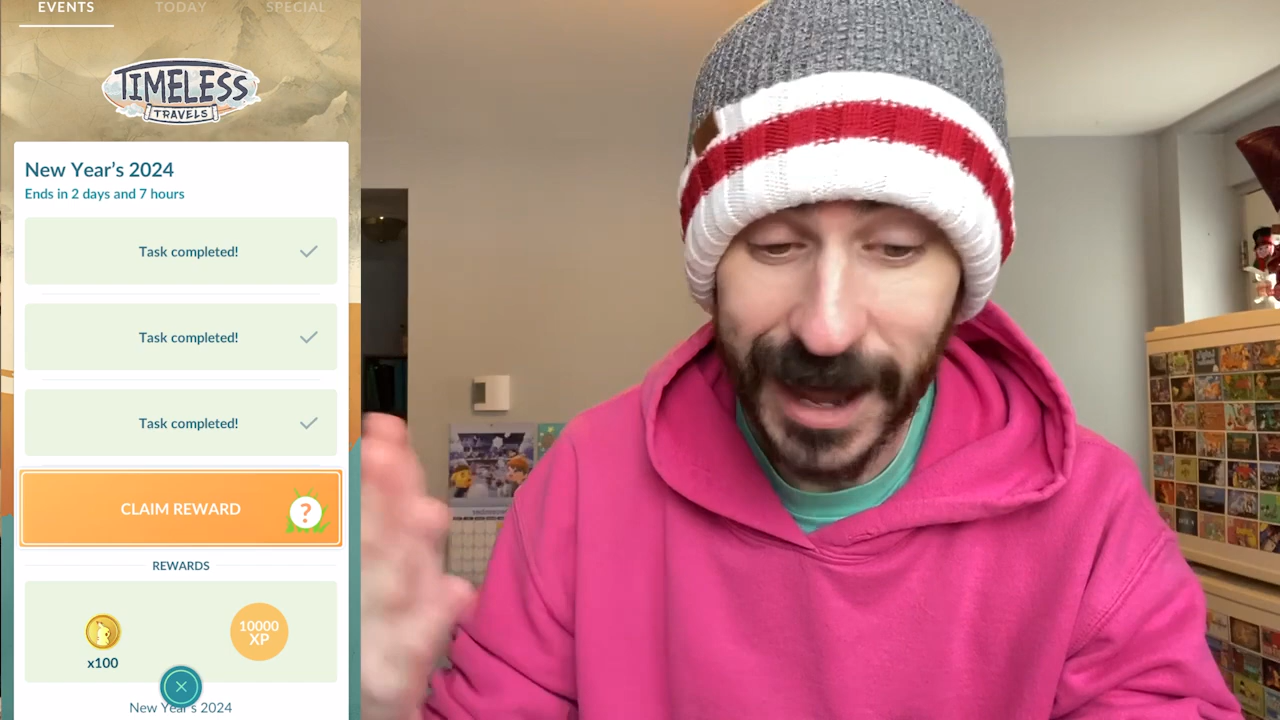 EVENTS
TODAY
SPECIAL
TIMELESS
TRAVELS
New Year's 2024
Ends in 2 days and 7 hours
Task completed!
Task completed!
Task completed!
CLAIM REWARD
?
REWARDS
10000
XP
x100
New Year's 2024